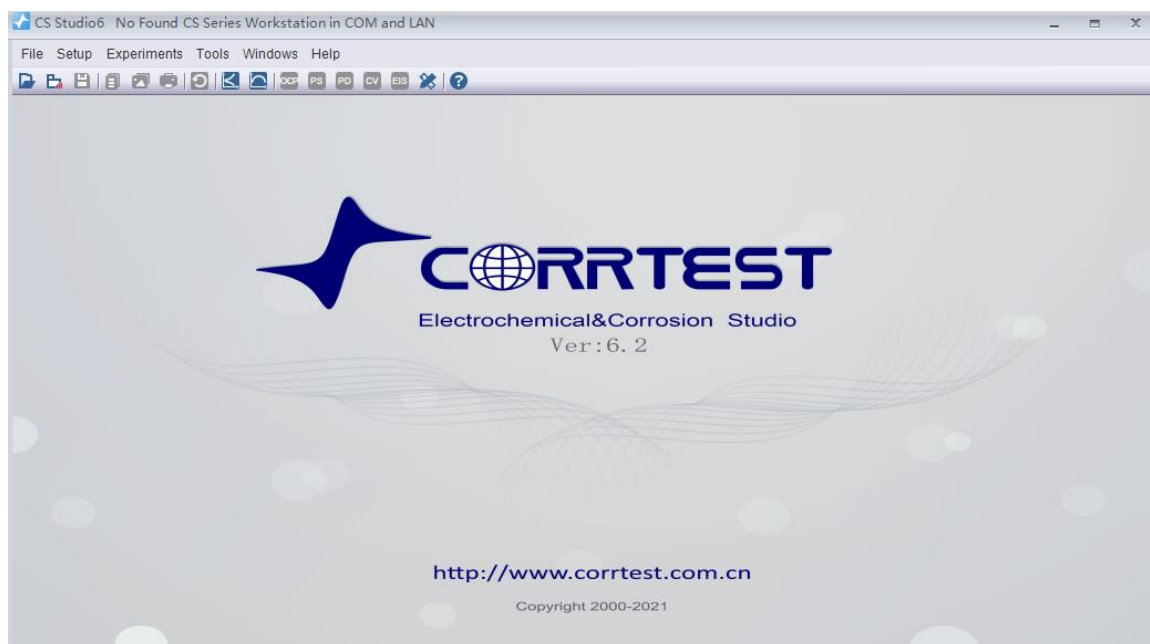 CS Studio6 No Found CS Series Workstation in COM and LAN
File Setup Experiments Tools Windows Help
OCP PS PD CV EIS ?
CORRTEST
Electrochemical&Corrosion Studio
Ver:6.2
http://www.corrtest.com.cn
Copyright 2000-2021